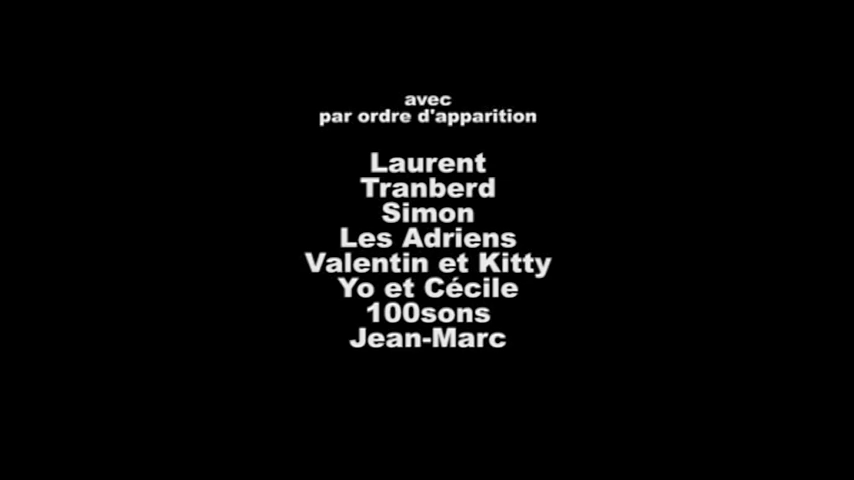 avec
par ordre d'apparition
Laurent
Tranberd
Simon
Les Adriens
Valentin et Kitty
Yo et Cécile
100sons
Jean-Marc